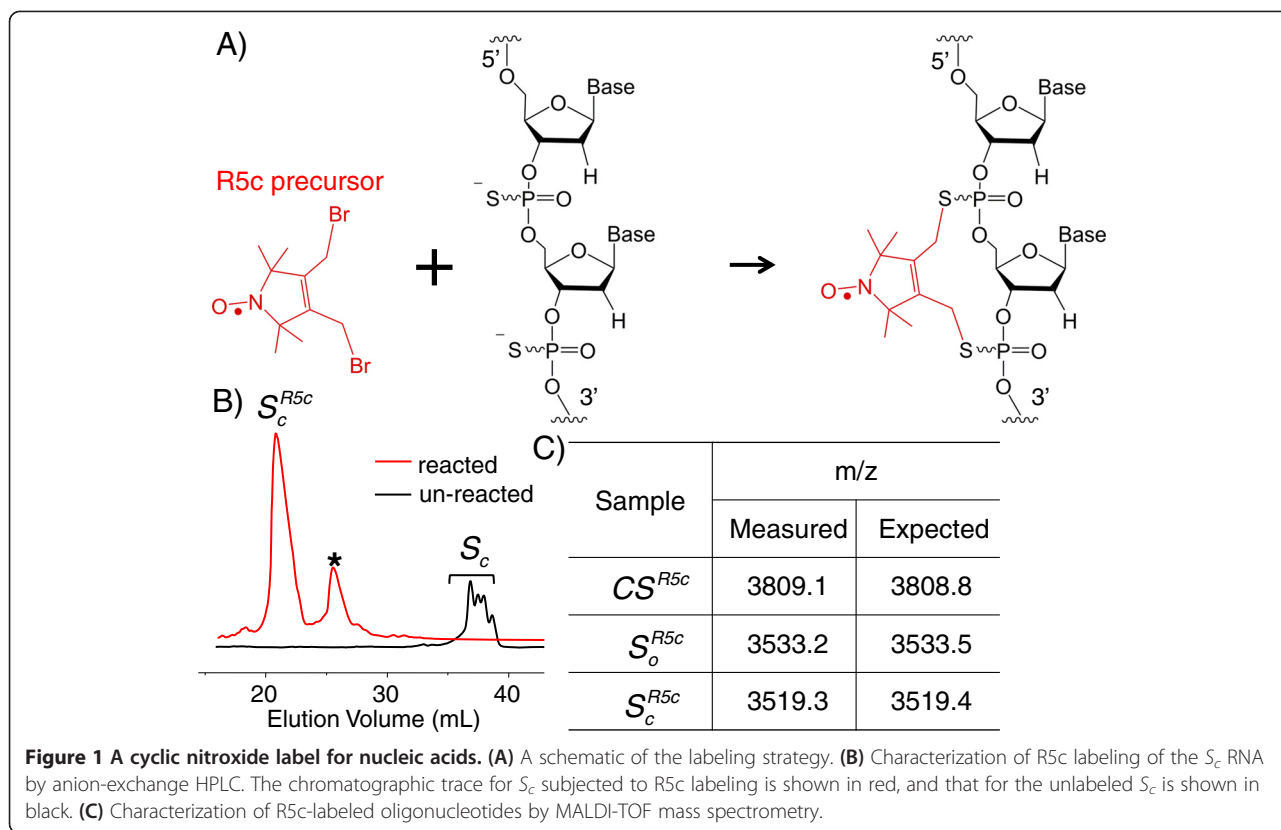 A)
R5c precursor
Br
Br
N
O
•
+
5’
O
Base
O
O
H
⁻S P=O
O
Base
O
O
H
⁻S P=O
O
3’
→
5’
O
Base
O
O
H
S P=O
O
Base
O
O
H
S P=O
O
3’
N
O
•
B)
S_c^{R5c}
*
S_c
reacted
un-reacted
20 30 40
Elution Volume (mL)
C)
Sample m/z
Measured Expected
CS^{R5c} 3809.1 3808.8
S_o^{R5c} 3533.2 3533.5
S_c^{R5c} 3519.3 3519.4
Figure 1 A cyclic nitroxide label for nucleic acids. (A) A schematic of the labeling strategy. (B) Characterization of R5c labeling of the S_c RNA
by anion-exchange HPLC. The chromatographic trace for S_c subjected to R5c labeling is shown in red, and that for the unlabeled S_c is shown in
black. (C) Characterization of R5c-labeled oligonucleotides by MALDI-TOF mass spectrometry.